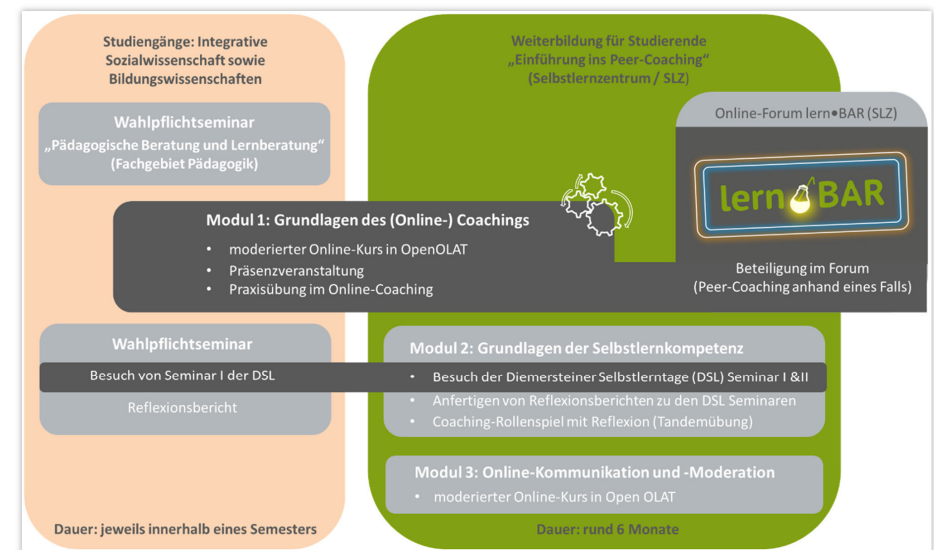 Studiengänge: Integrative
Sozialwissenschaft sowie
Bildungswissenschaften
Wahlpflichtseminar
„Pädagogische Beratung und Lernberatung“
(Fachgebiet Pädagogik)
Weiterbildung für Studierende
„Einführung ins Peer-Coaching“
(Selbstlernzentrum / SLZ)
Online-Forum lern●BAR (SLZ)
lern BAR
Beteiligung im Forum
(Peer-Coaching anhand eines Falls)
Modul 1: Grundlagen des (Online-) Coachings
• moderierter Online-Kurs in OpenOLAT
• Präsenzveranstaltung
• Praxisübung im Online-Coaching
Wahlpflichtseminar
Besuch von Seminar I der DSL
Reflexionsbericht
Modul 2: Grundlagen der Selbstlernkompetenz
• Besuch der Diemersteiner Selbstlerntage (DSL) Seminar I &II
• Anfertigen von Reflexionsberichten zu den DSL Seminaren
• Coaching-Rollenspiel mit Reflexion (Tandemübung)
Modul 3: Online-Kommunikation und -Moderation
• moderierter Online-Kurs in Open OLAT
Dauer: jeweils innerhalb eines Semesters
Dauer: rund 6 Monate